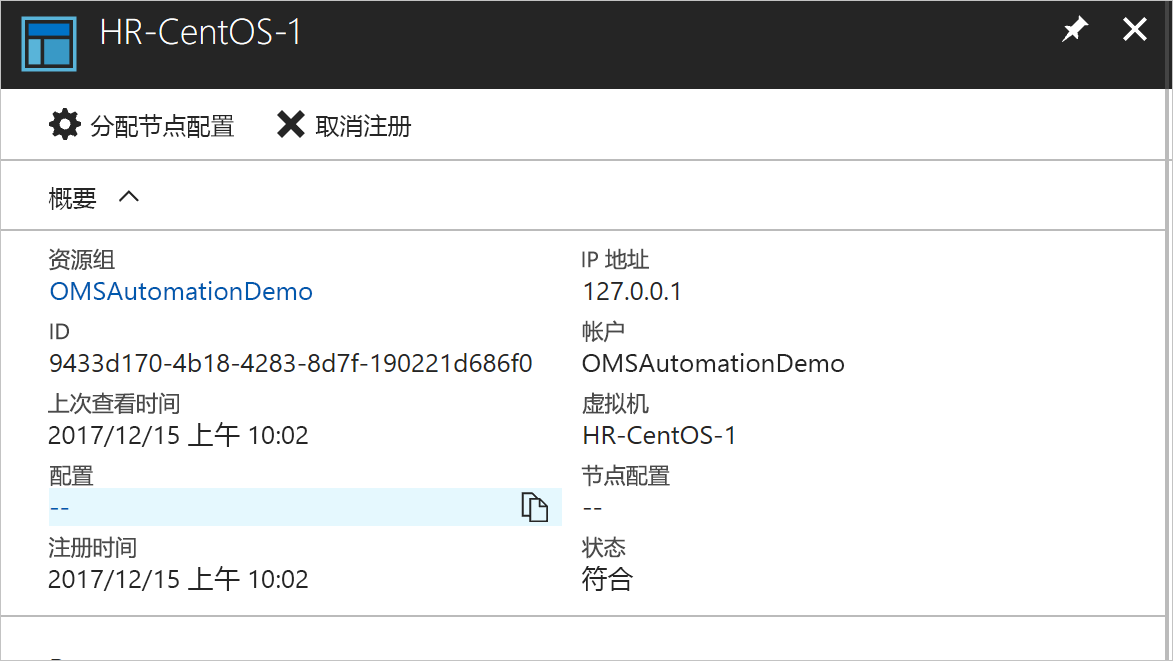 HR-CentOS-1
分配节点配置 取消注册
概要
资源组
OMSAutomationDemo
ID
9433d170-4b18-4283-8d7f-190221d686f0
上次查看时间
2017/12/15 上午 10:02
配置
--
注册时间
2017/12/15 上午 10:02
IP 地址
127.0.0.1
帐户
OMSAutomationDemo
虚拟机
HR-CentOS-1
节点配置
--
状态
符合